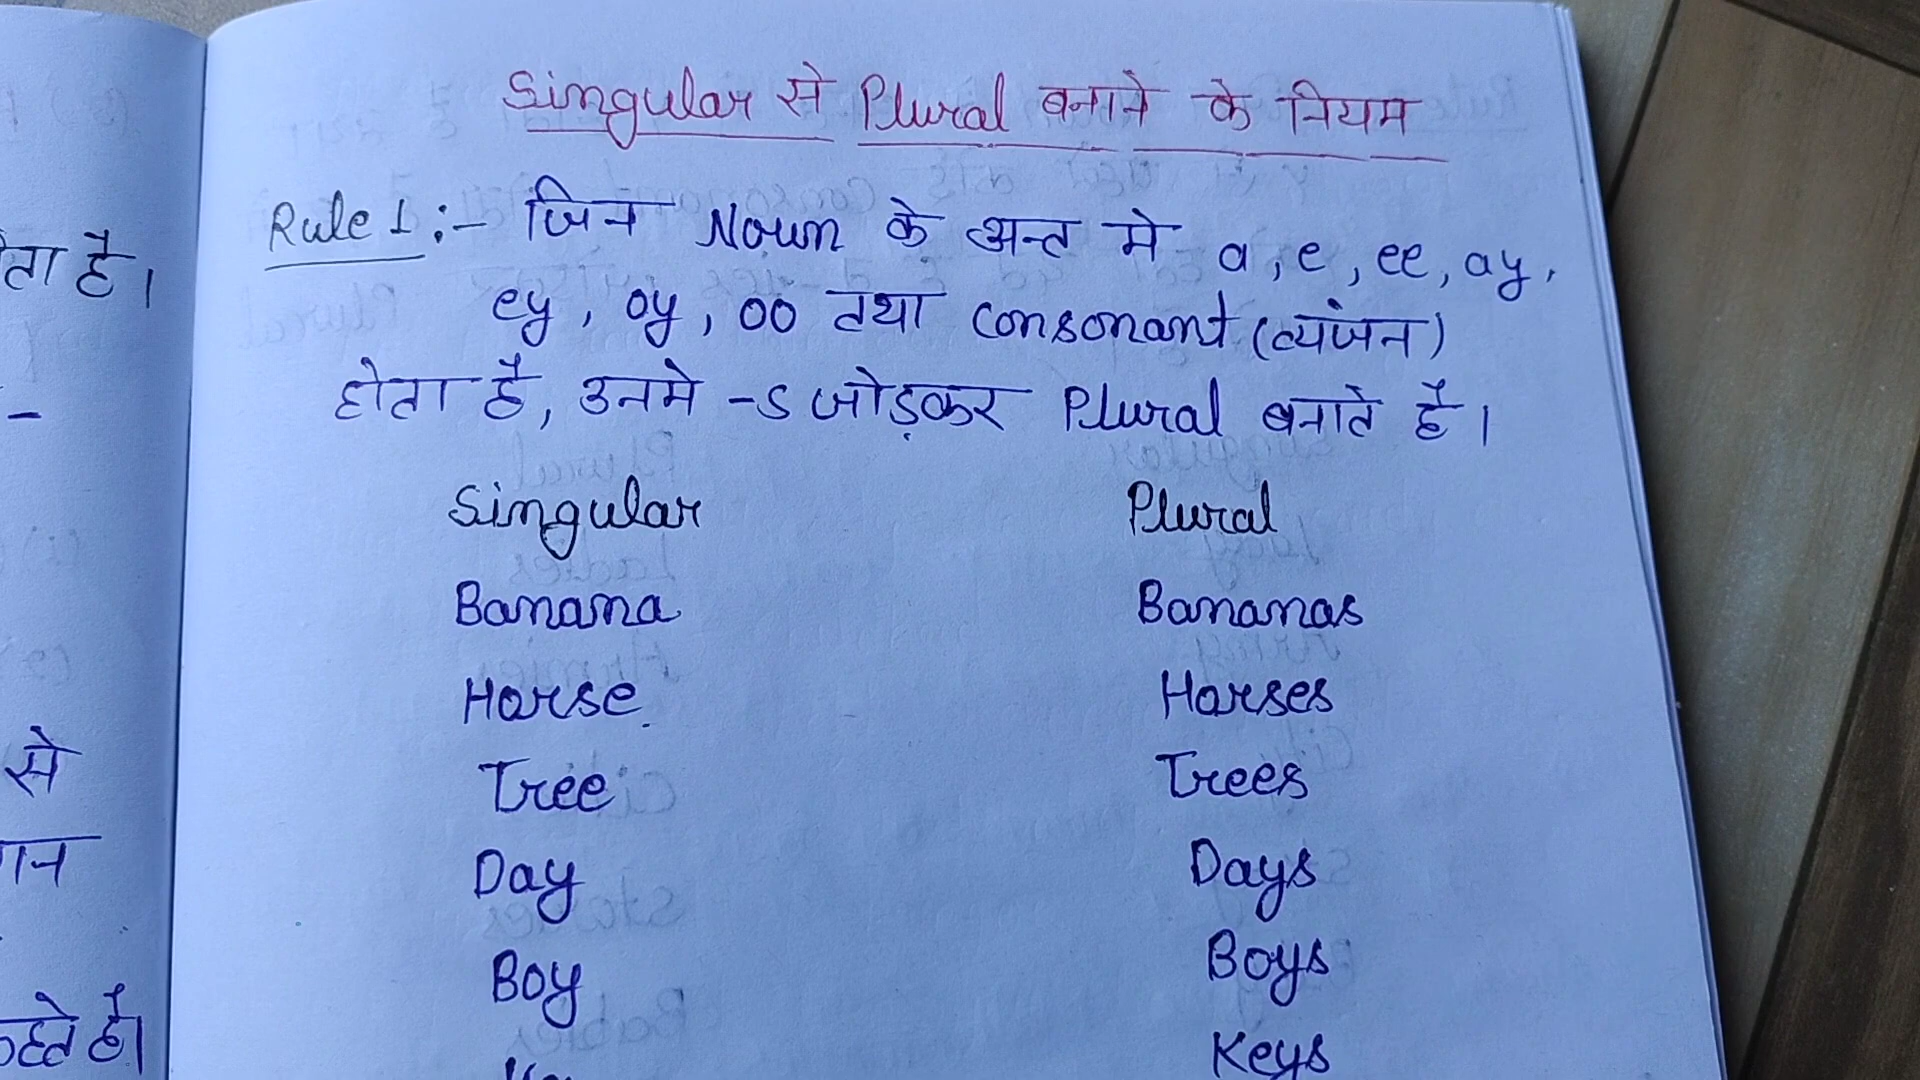 ता है।
से
हते है।
Singular से Plural बनाने के नियम
Rule 1:- जिन Noun के अन्त मे a, e, ee, ay,
ey, oy, oo तथा consonant (व्यंजन)
होता है, उनमे -s जोड़कर Plural बनाते है।
Singular Plural
Banana Bananas
Horse Horses
Tree Trees
Day Days
Boy Boys
Keys